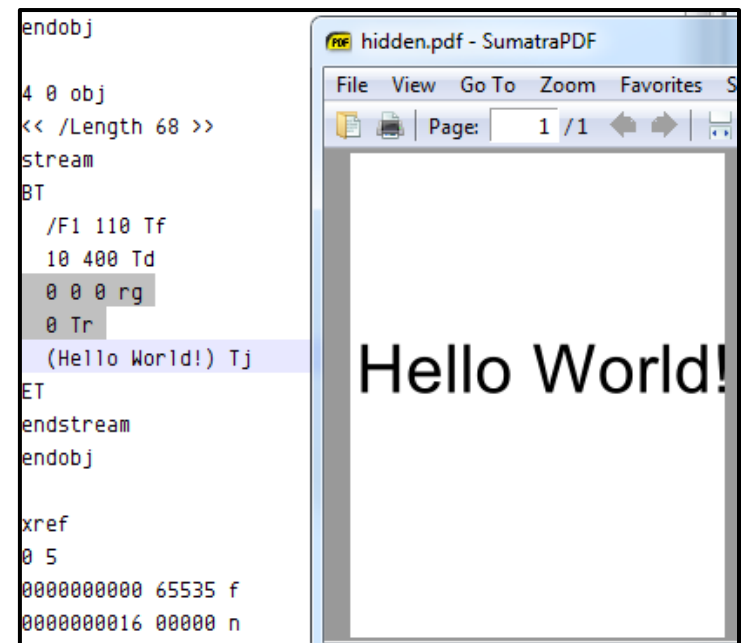 endobj
4 0 obj
<< /Length 68 >>
stream
BT
/F1 110 Tf
10 400 Td
0 0 0 rg
0 Tr
(Hello World!) Tj
ET
endstream
endobj
xref
0 5
0000000000 65535 f
0000000016 00000 n
PDF hidden.pdf - SumatraPDF
File View Go To Zoom Favorites S
Page: 1 / 1
Hello World!